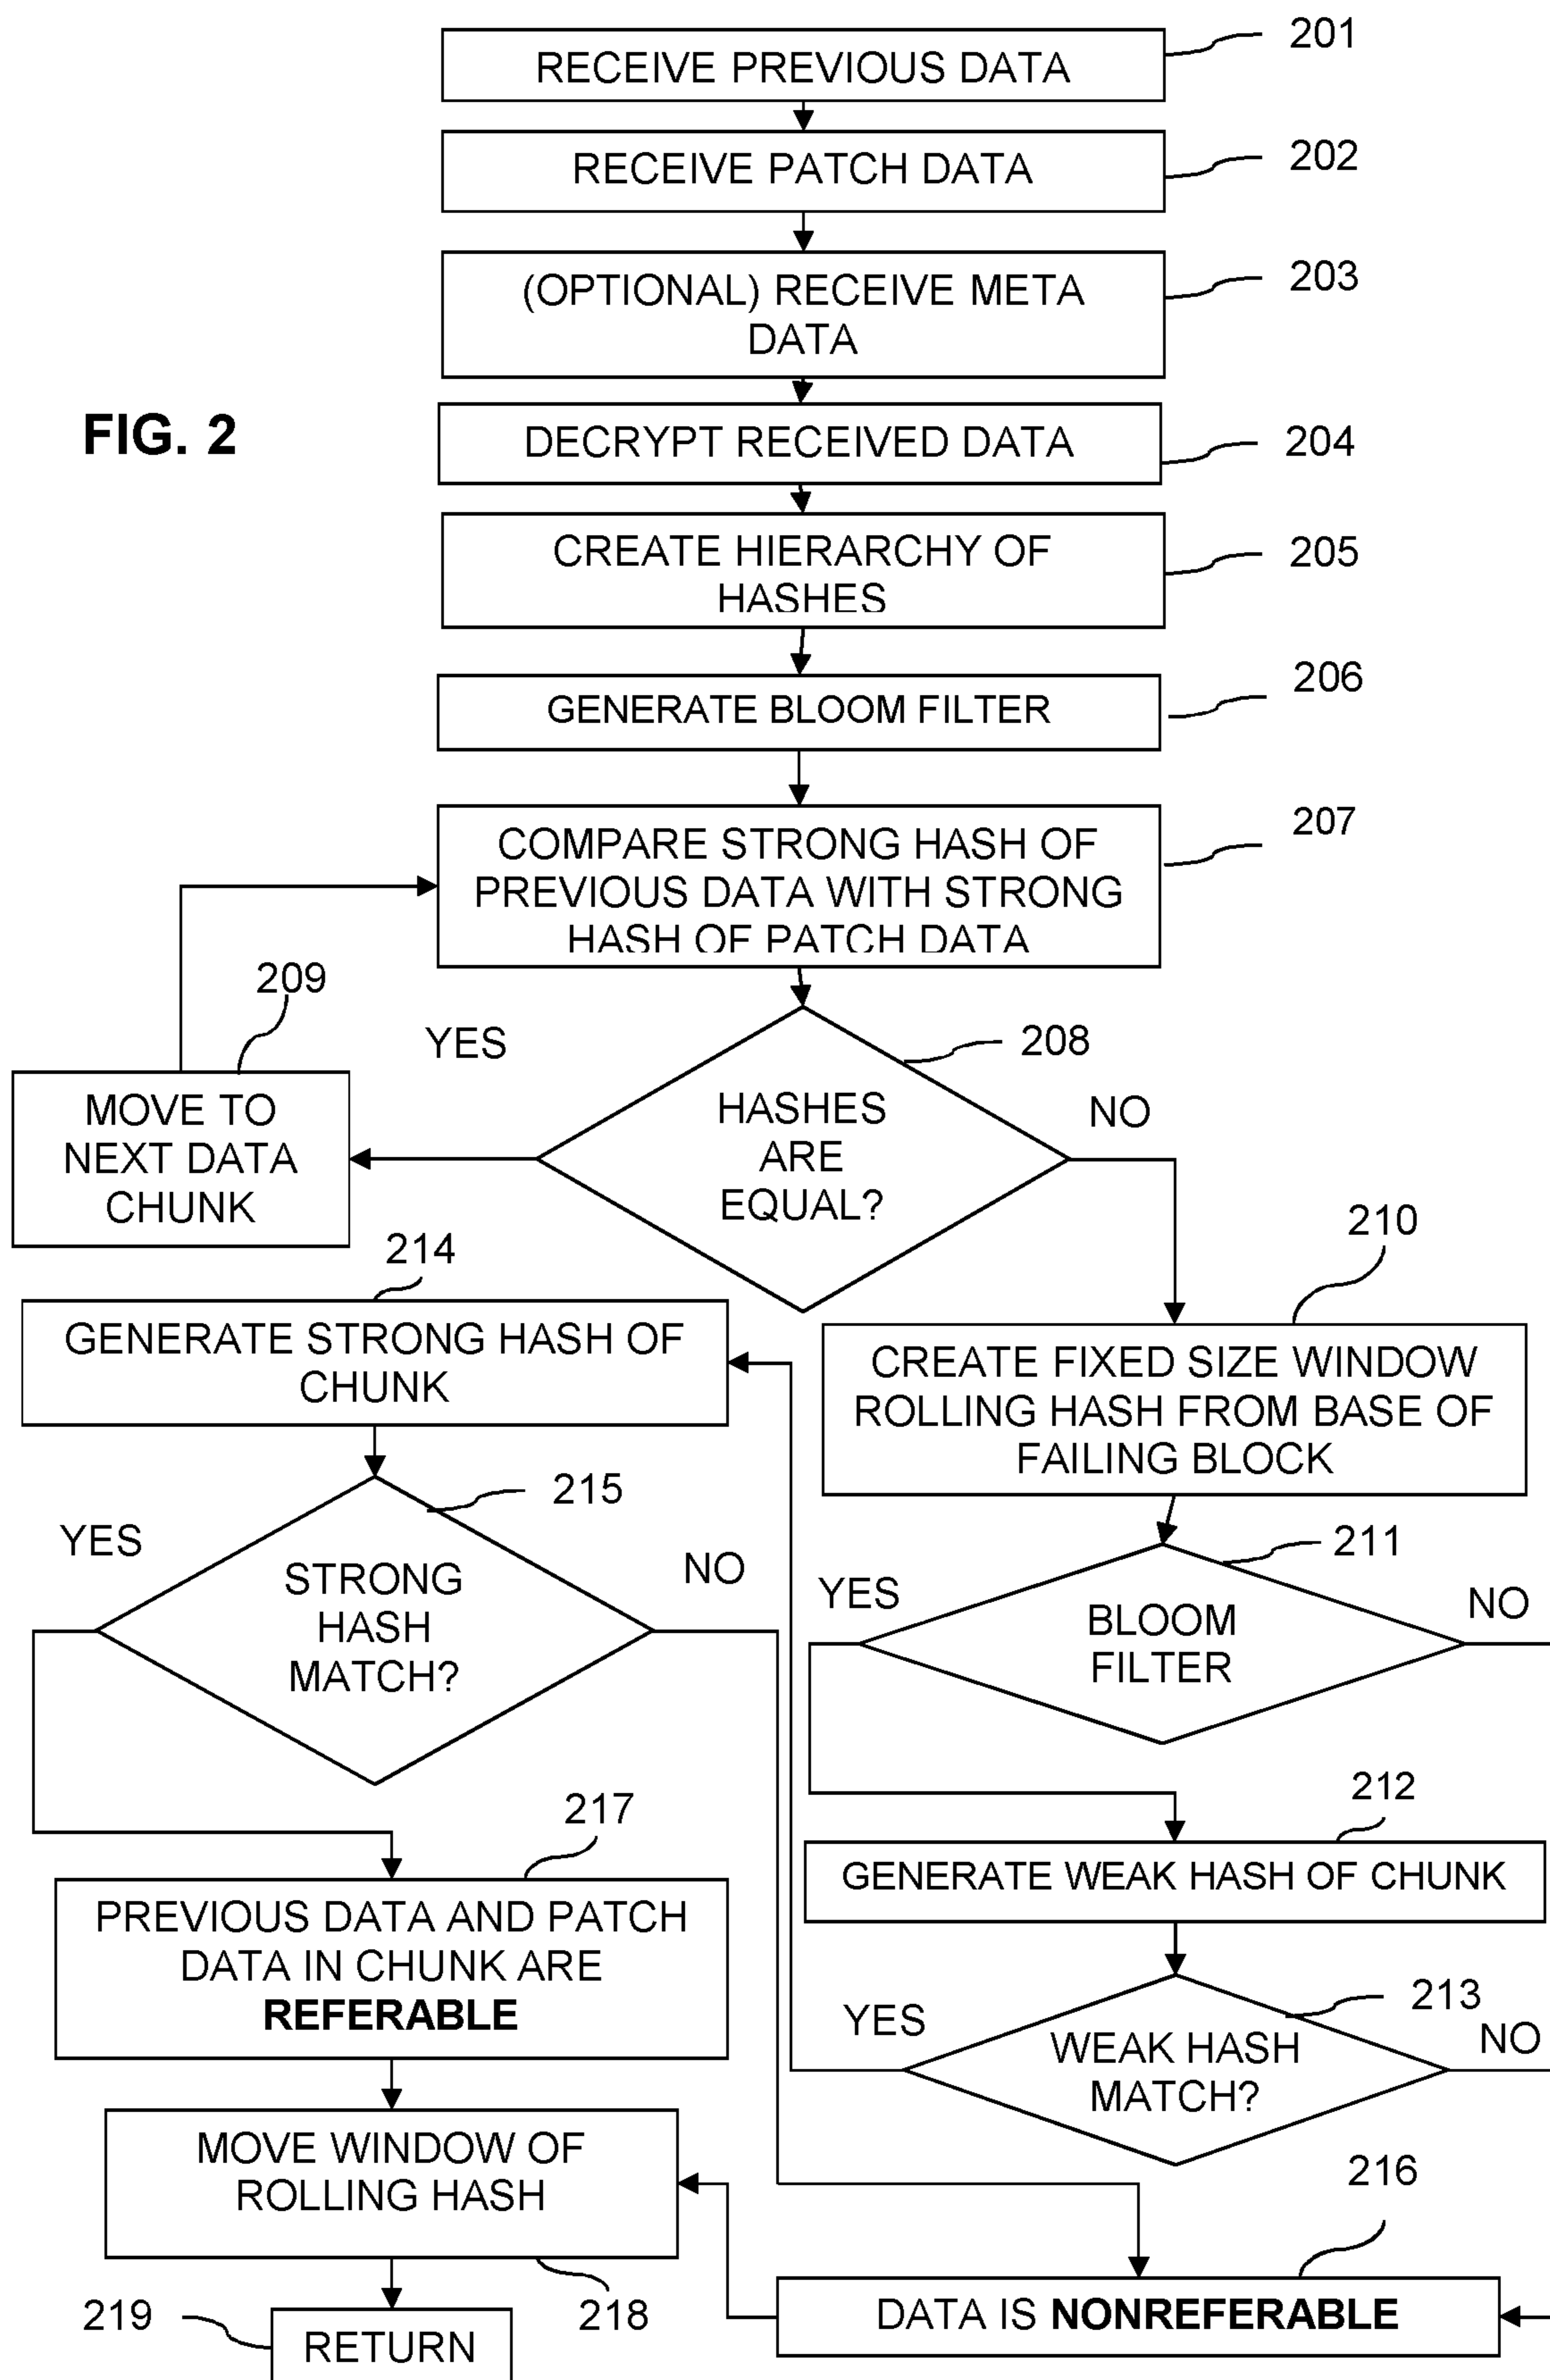 201
RECEIVE PREVIOUS DATA
202
RECEIVE PATCH DATA
203
(OPTIONAL) RECEIVE META
DATA
FIG. 2
204
DECRYPT RECEIVED DATA
205
CREATE HIERARCHY OF
HASHES
206
GENERATE BLOOM FILTER
207
COMPARE STRONG HASH OF
PREVIOUS DATA WITH STRONG
HASH OF PATCH DATA
209
YES
208
MOVE TO
NEXT DATA
CHUNK
HASHES
ARE
EQUAL?
NO
214
210
GENERATE STRONG HASH OF
CHUNK
CREATE FIXED SIZE WINDOW
ROLLING HASH FROM BASE OF
FAILING BLOCK
215
YES
STRONG
HASH
MATCH?
NO
211
YES
BLOOM
FILTER
NO
217
212
PREVIOUS DATA AND PATCH
DATA IN CHUNK ARE
REFERABLE
GENERATE WEAK HASH OF CHUNK
213
YES
WEAK HASH
MATCH?
NO
MOVE WINDOW OF
ROLLING HASH
216
218
DATA IS NONREFERABLE
219
RETURN